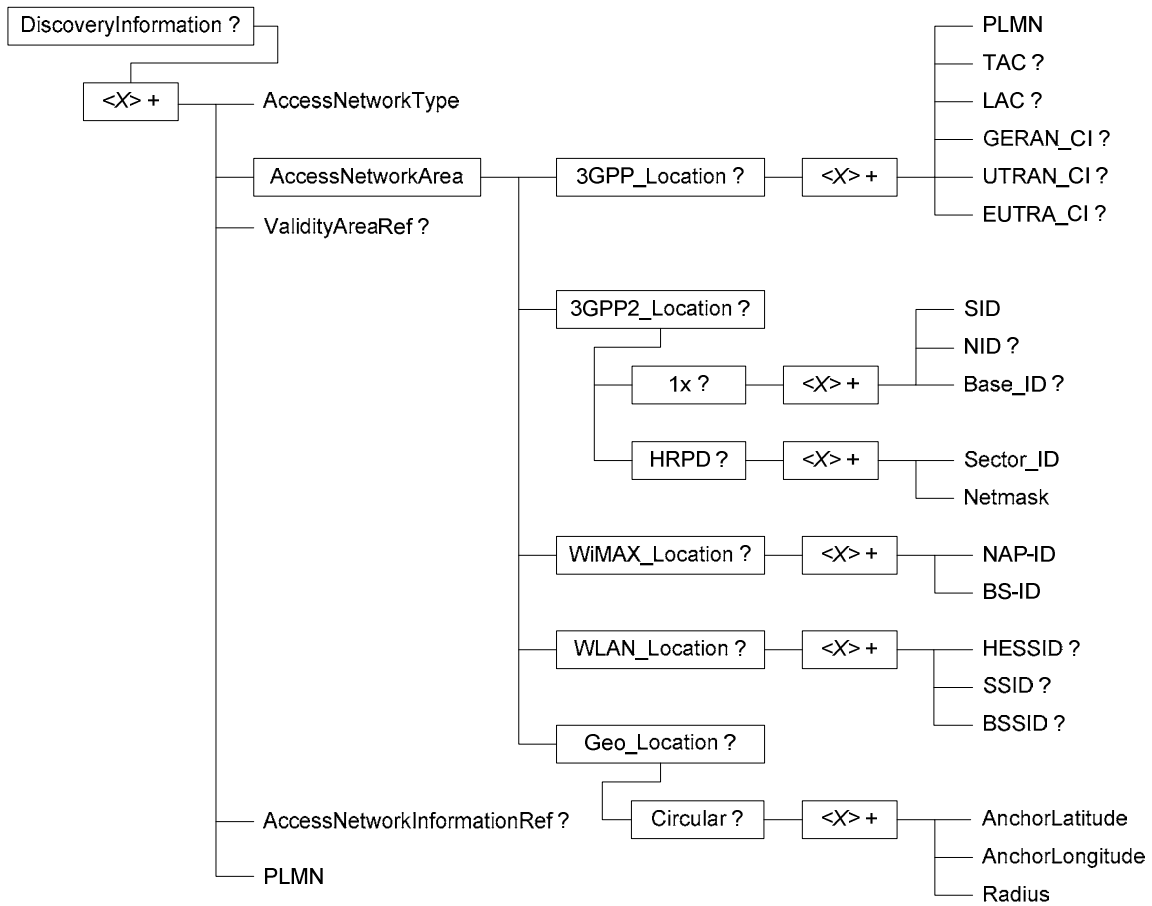 DiscoveryInformation ?
<X> +
AccessNetworkType
AccessNetworkArea
3GPP_Location ?
<X> +
PLMN
TAC ?
LAC ?
GERAN_CI ?
UTRAN_CI ?
EUTRA_CI ?
ValidityAreaRef ?
3GPP2_Location ?
1x ?
<X> +
SID
NID ?
Base_ID ?
HRPD ?
<X> +
Sector_ID
Netmask
WiMAX_Location ?
<X> +
NAP-ID
BS-ID
WLAN_Location ?
<X> +
HESSID ?
SSID ?
BSSID ?
Geo_Location ?
Circular ?
<X> +
AnchorLatitude
AnchorLongitude
Radius
AccessNetworkInformationRef ?
PLMN